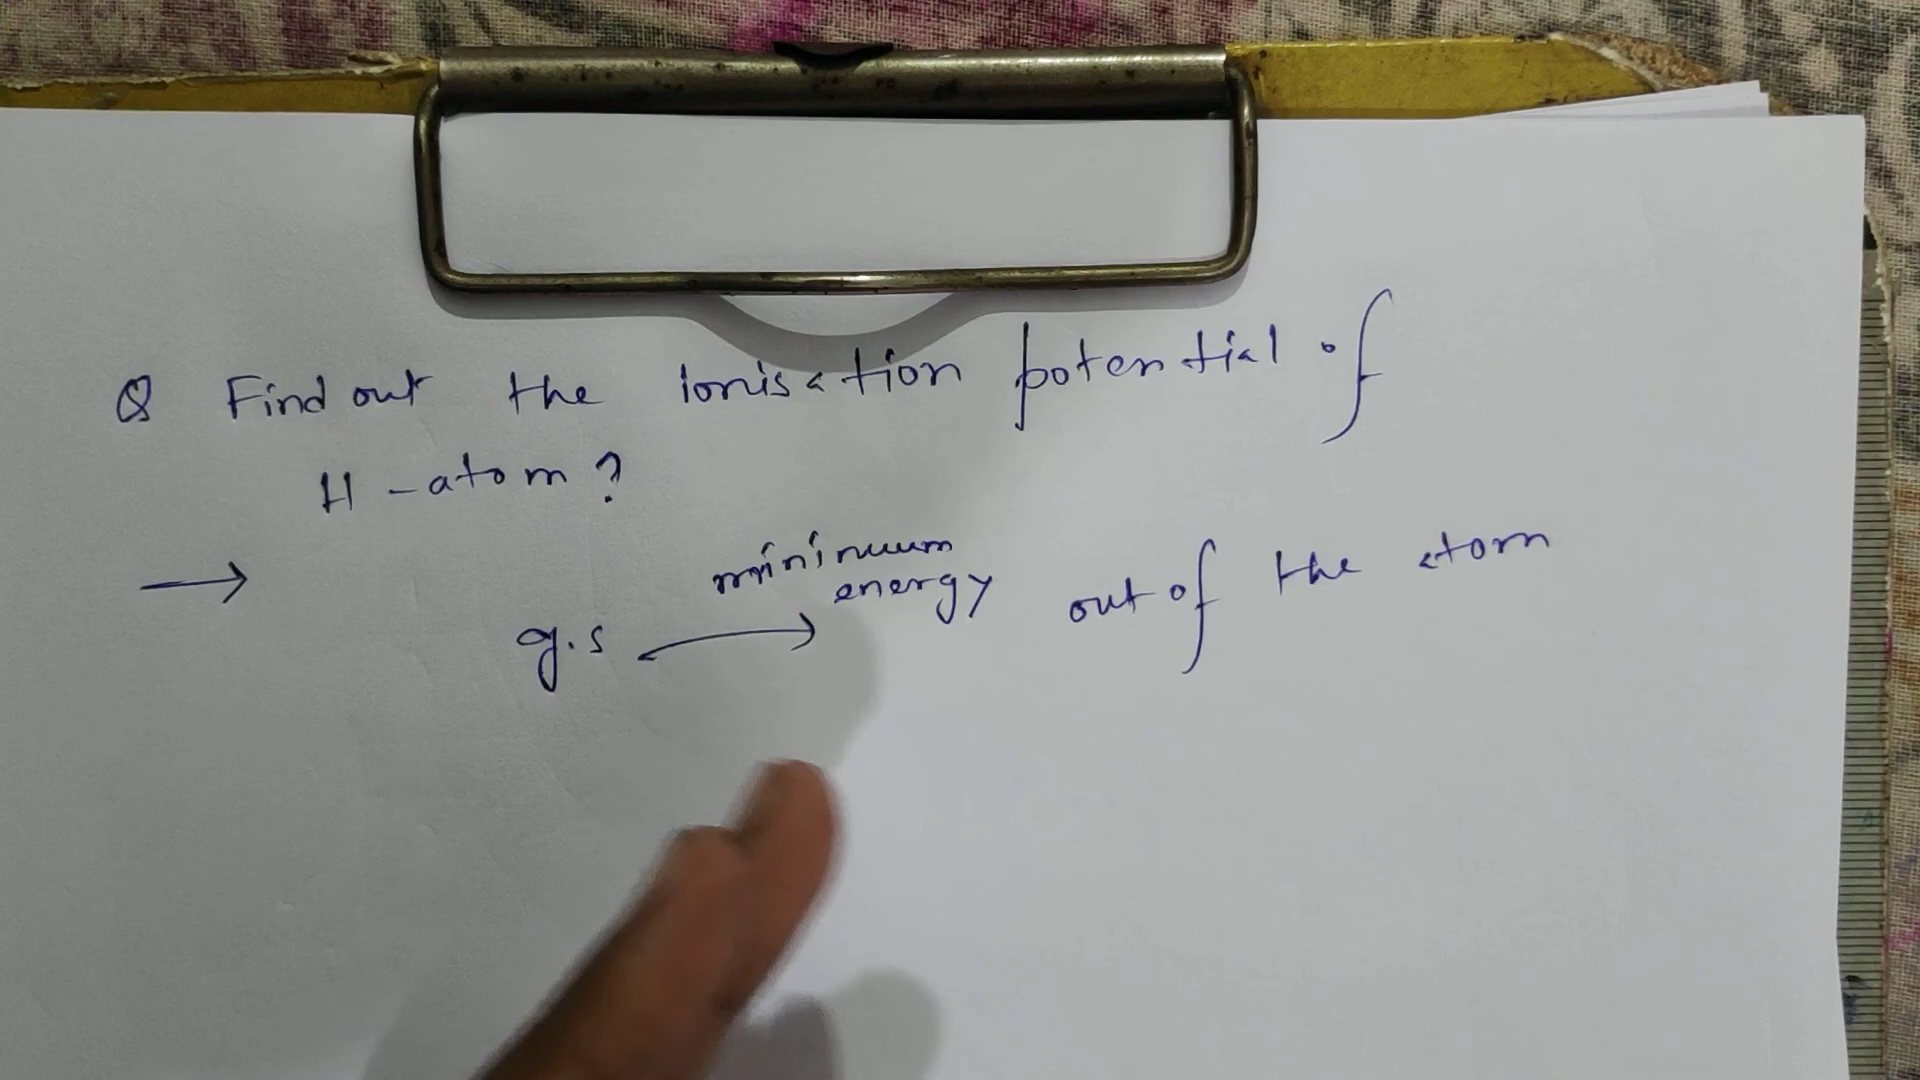 Q Find out the ionisation potential of
H-atom?
→ minimum
g.s → energy out of the atom